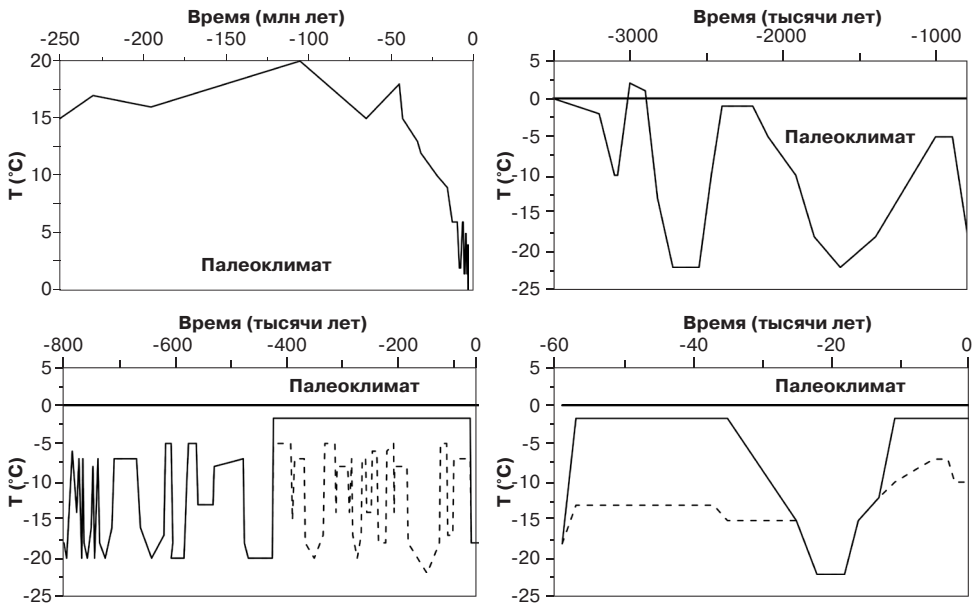 Время (млн лет)
-250 -200 -150 -100 -50 0
20
15
10
5
0
T (°C)
Палеоклимат
Время (тысячи лет)
-3000 -2000 -1000
5
0
-5
-10
-15
-20
-25
T (°C)
Палеоклимат
Время (тысячи лет)
-800 -600 -400 -200 0
5
0
-5
-10
-15
-20
-25
T (°C)
Палеоклимат
Время (тысячи лет)
-60 -40 -20 0
5
0
-5
-10
-15
-20
-25
T (°C)
Палеоклимат